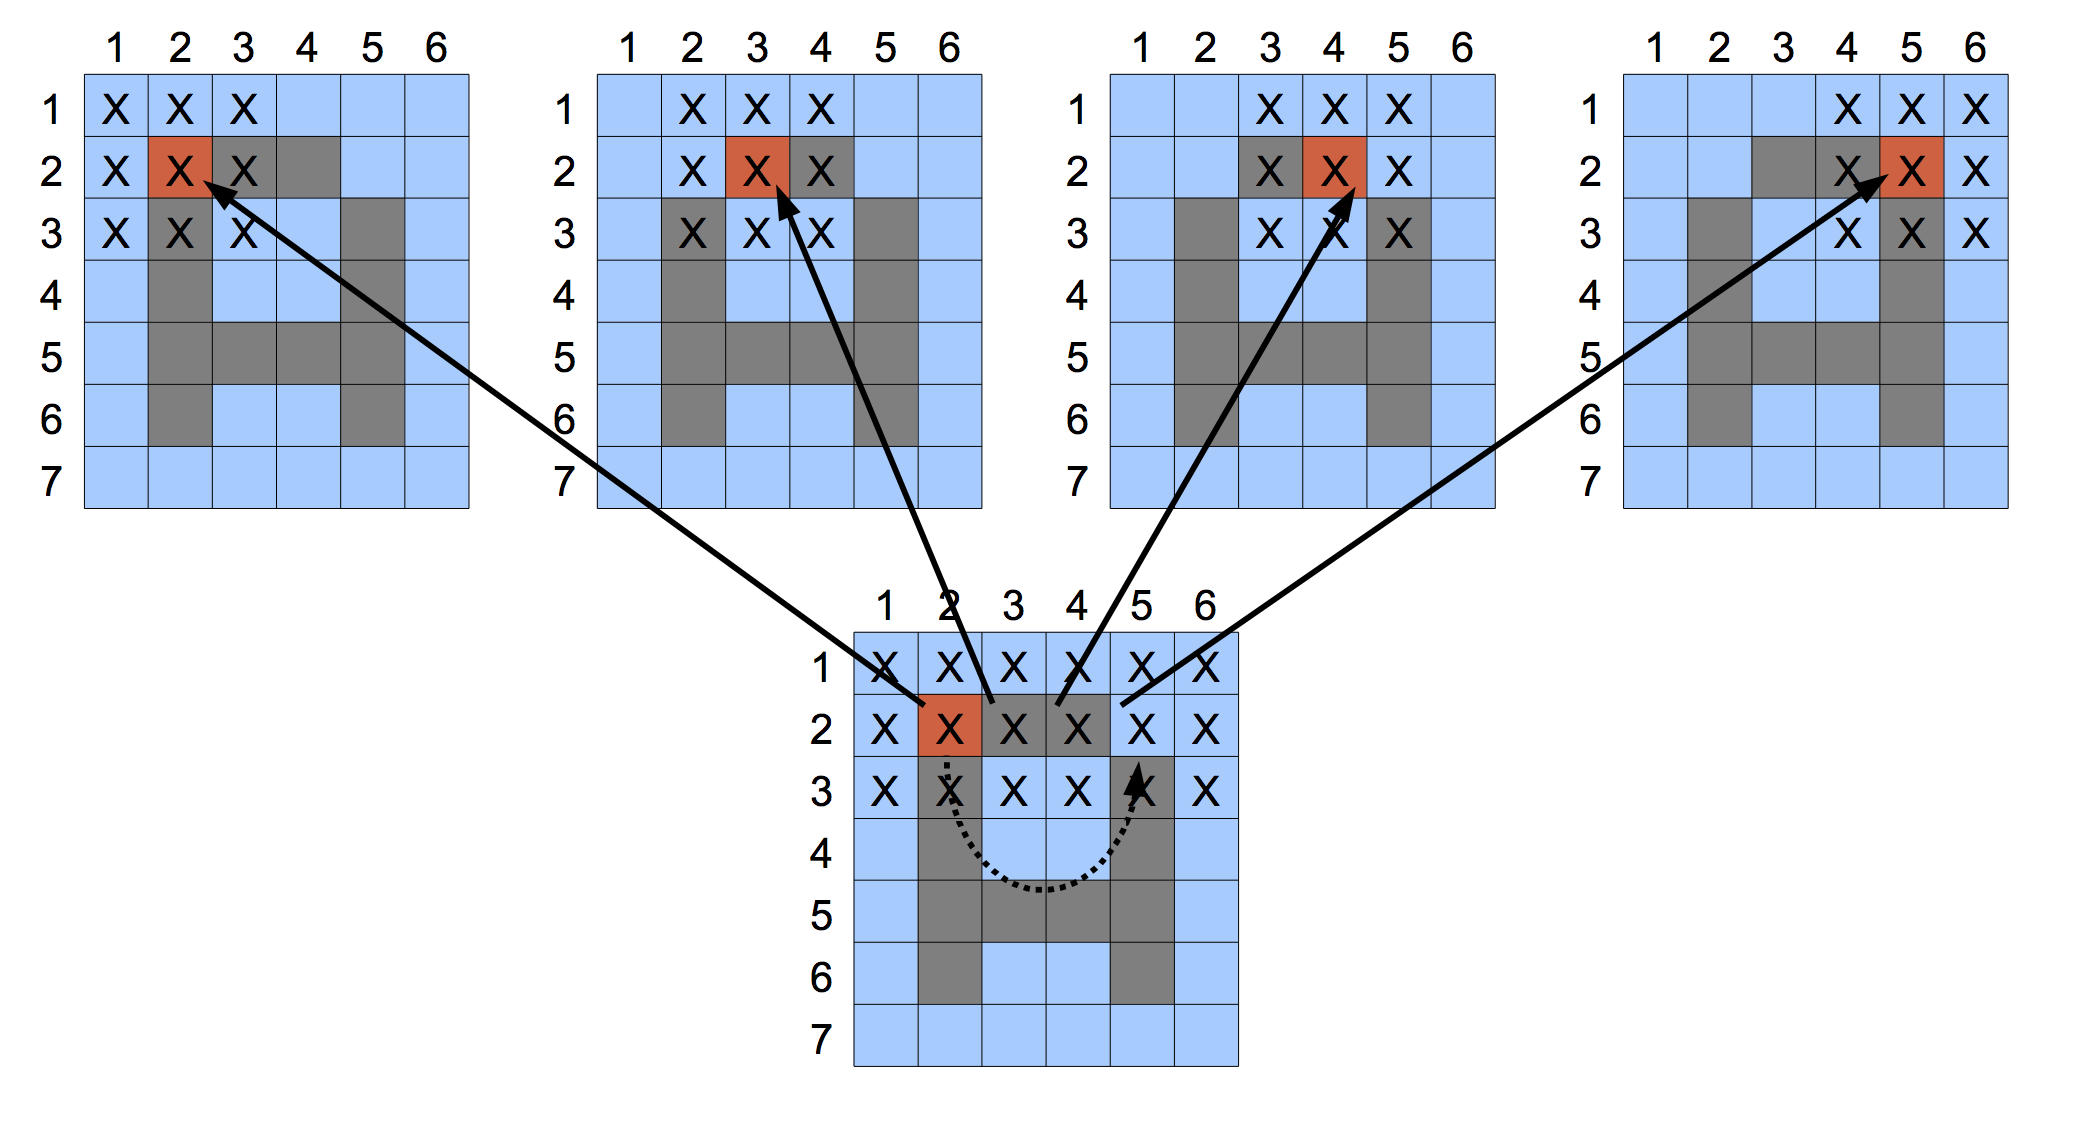 1 2 3 4 5 6 1 2 3 4 5 6 1 2 3 4 5 6 1 2 3 4 5 6
1 X X X 1 X X X 1 X X X 1 X X X
2 X X X 2 X X X 2 X X X 2 X X X
3 X X X 3 X X X 3 X X X 3 X X X
4 4 4 4
5 5 5 5
6 6 6 6
7 7 7 7
1 2 3 4 5 6
1 X X X X X X
2 X X X X X X
3 X X X X X X
4
5
6
7